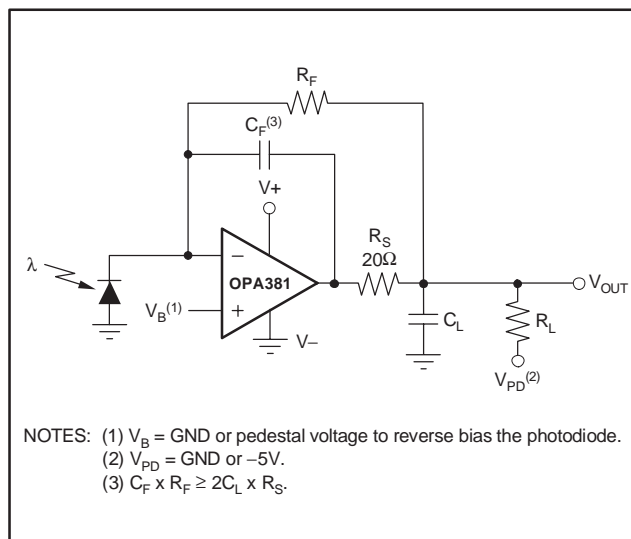 R_F
C_F^(3)
V+
R_S
20Ω
λ
−
OPA381
V_OUT
V_B^(1)
+
C_L
R_L
V−
V_PD^(2)
NOTES: (1) V_B = GND or pedestal voltage to reverse bias the photodiode.
(2) V_PD = GND or −5V.
(3) C_F x R_F ≥ 2C_L x R_S.